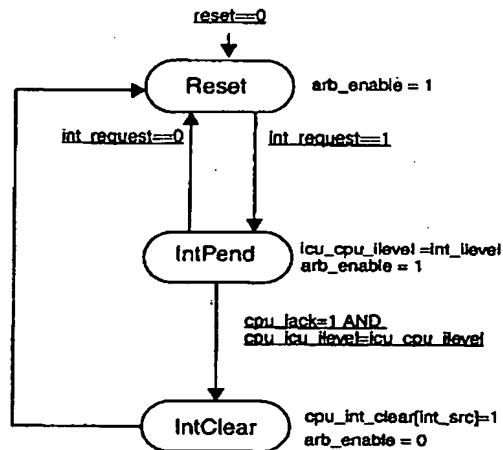 reset==0
Reset
arb_enable = 1
int_request==0
int_request==1
IntPend
icu_cpu_ilevel =int_ilevel
arb_enable = 1
cpu_iack=1 AND
cpu_icu_ilevel=icu_cpu_ilevel
IntClear
cpu_int_clear[int_src]=1
arb_enable = 0